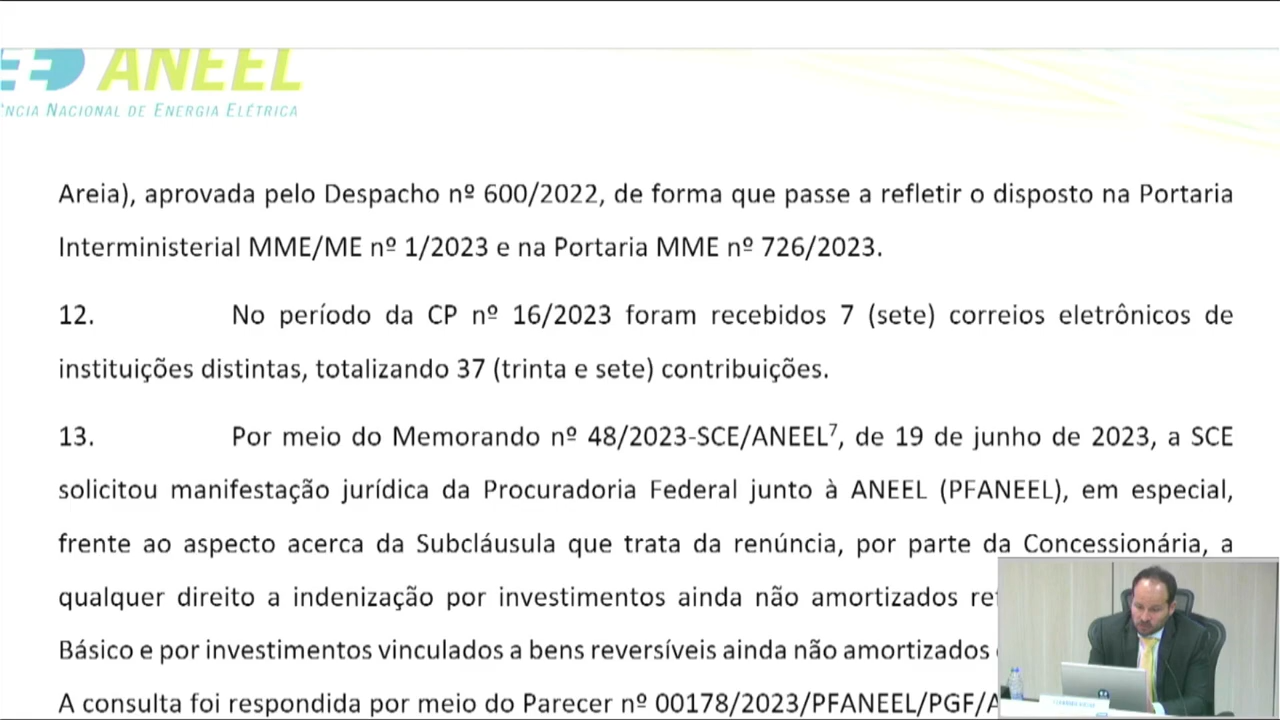 ANEEL
NCIA NACIONAL DE ENERGIA ELÉTRICA
Areia), aprovada pelo Despacho nº 600/2022, de forma que passe a refletir o disposto na Portaria
Interministerial MME/ME nº 1/2023 e na Portaria MME nº 726/2023.
12. No período da CP nº 16/2023 foram recebidos 7 (sete) correios eletrônicos de
instituições distintas, totalizando 37 (trinta e sete) contribuições.
13. Por meio do Memorando nº 48/2023-SCE/ANEEL⁷, de 19 de junho de 2023, a SCE
solicitou manifestação jurídica da Procuradoria Federal junto à ANEEL (PFANEEL), em especial,
frente ao aspecto acerca da Subcláusula que trata da renúncia, por parte da Concessionária, a
qualquer direito a indenização por investimentos ainda não amortizados
Básico e por investimentos vinculados a bens reversíveis ainda não amortizados
A consulta foi respondida por meio do Parecer nº 00178/2023/PFANEEL/PGF/A